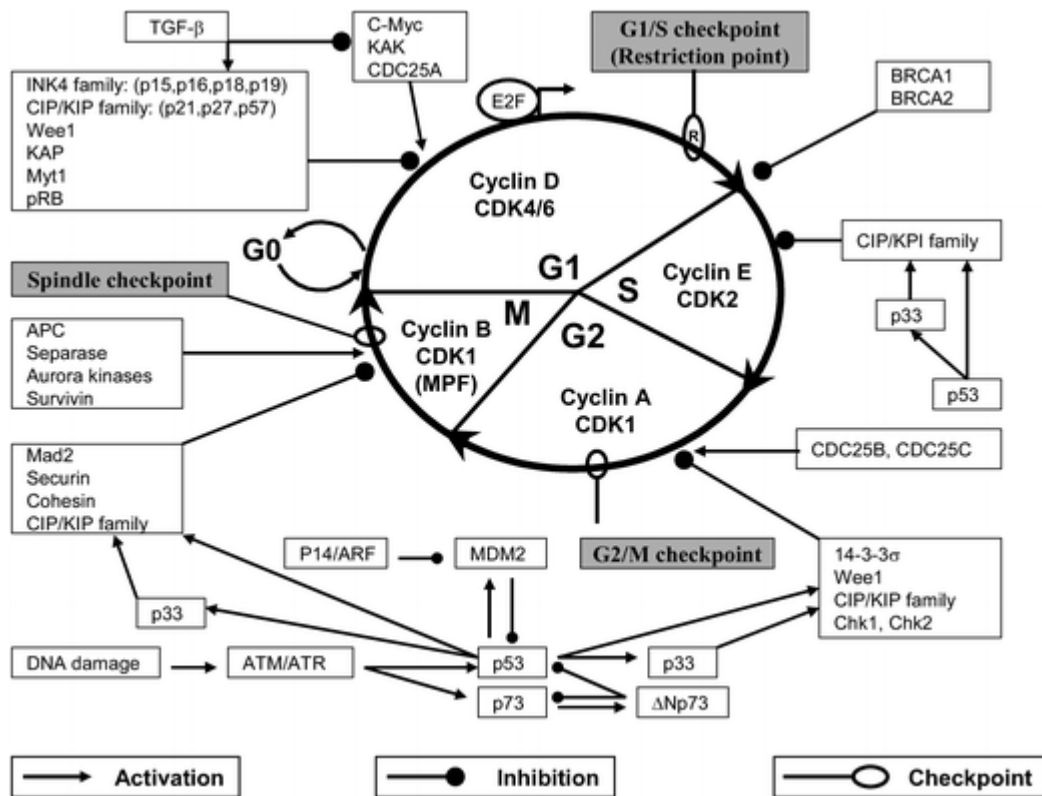 TGF-β
C-Myc
KAK
CDC25A
G1/S checkpoint
(Restriction point)
BRCA1
BRCA2
INK4 family: (p15,p16,p18,p19)
CIP/KIP family: (p21,p27,p57)
Wee1
KAP
Myt1
pRB
E2F
R
Cyclin D
CDK4/6
G0
G1
S
Cyclin E
CDK2
CIP/KPI family
p33
p53
Spindle checkpoint
M
Cyclin B
CDK1
(MPF)
G2
Cyclin A
CDK1
APC
Separase
Aurora kinases
Survivin
CDC25B, CDC25C
Mad2
Securin
Cohesin
CIP/KIP family
P14/ARF
MDM2
G2/M checkpoint
14-3-3σ
Wee1
CIP/KIP family
Chk1, Chk2
p33
DNA damage
ATM/ATR
p53
p33
p73
ΔNp73
Activation
Inhibition
Checkpoint